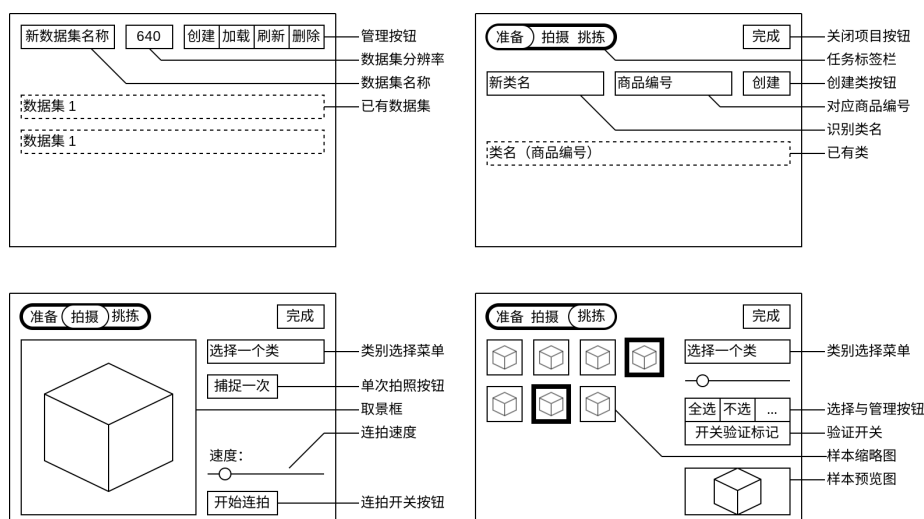 新数据集名称 640 创建 加载 刷新 删除 管理按钮
数据集分辨率
数据集名称
数据集 1 已有数据集
数据集 1
准备 拍摄 挑拣 完成 关闭项目按钮
任务标签栏
新类名 商品编号 创建 创建类按钮
对应商品编号
识别类名
类名（商品编号） 已有类
准备 拍摄 挑拣 完成
选择一个类 类别选择菜单
捕捉一次 单次拍照按钮
取景框
连拍速度
速度：
开始连拍 连拍开关按钮
准备 拍摄 挑拣 完成
选择一个类 类别选择菜单
全选 不选 ... 选择与管理按钮
开关验证标记 验证开关
样本缩略图
样本预览图